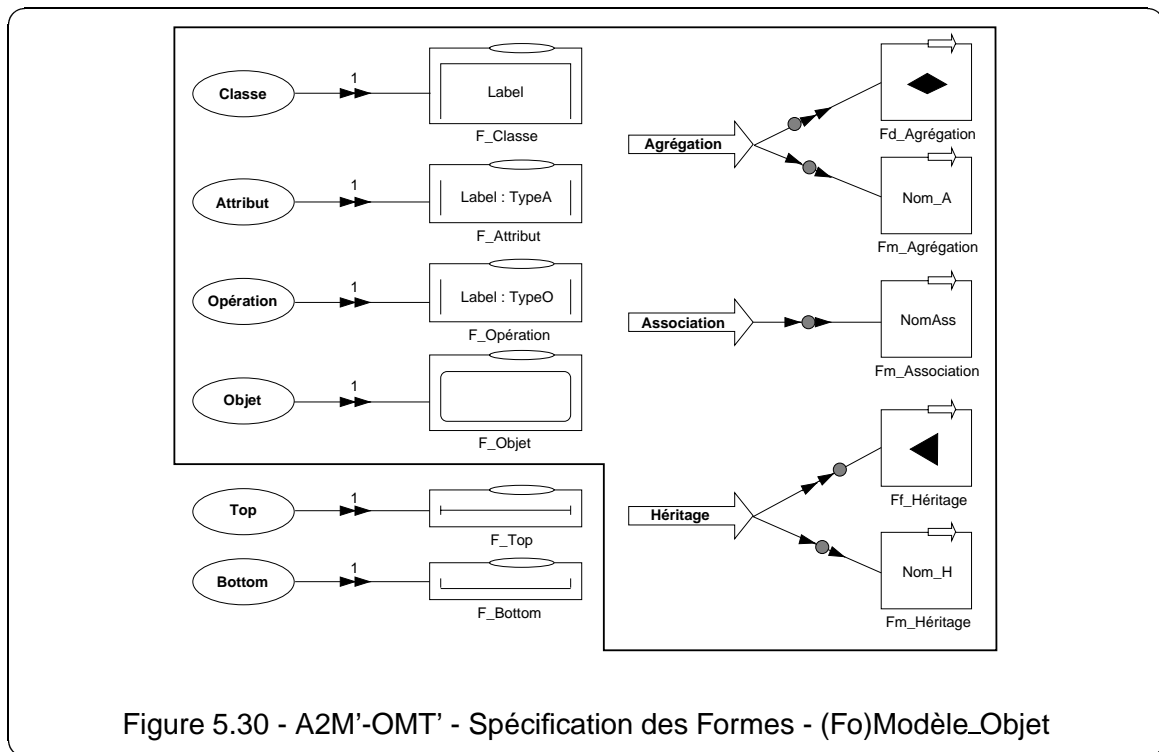 Classe
1
Label
F_Classe
Attribut
1
Label : TypeA
F_Attribut
Opération
1
Label : TypeO
F_Opération
Objet
1
F_Objet
Top
1
F_Top
Bottom
1
F_Bottom
Agrégation
Fd_Agrégation
Nom_A
Fm_Agrégation
Association
NomAss
Fm_Association
Héritage
Ff_Héritage
Nom_H
Fm_Héritage
Figure 5.30 - A2M’-OMT’ - Spécification des Formes - (Fo)Modèle_Objet